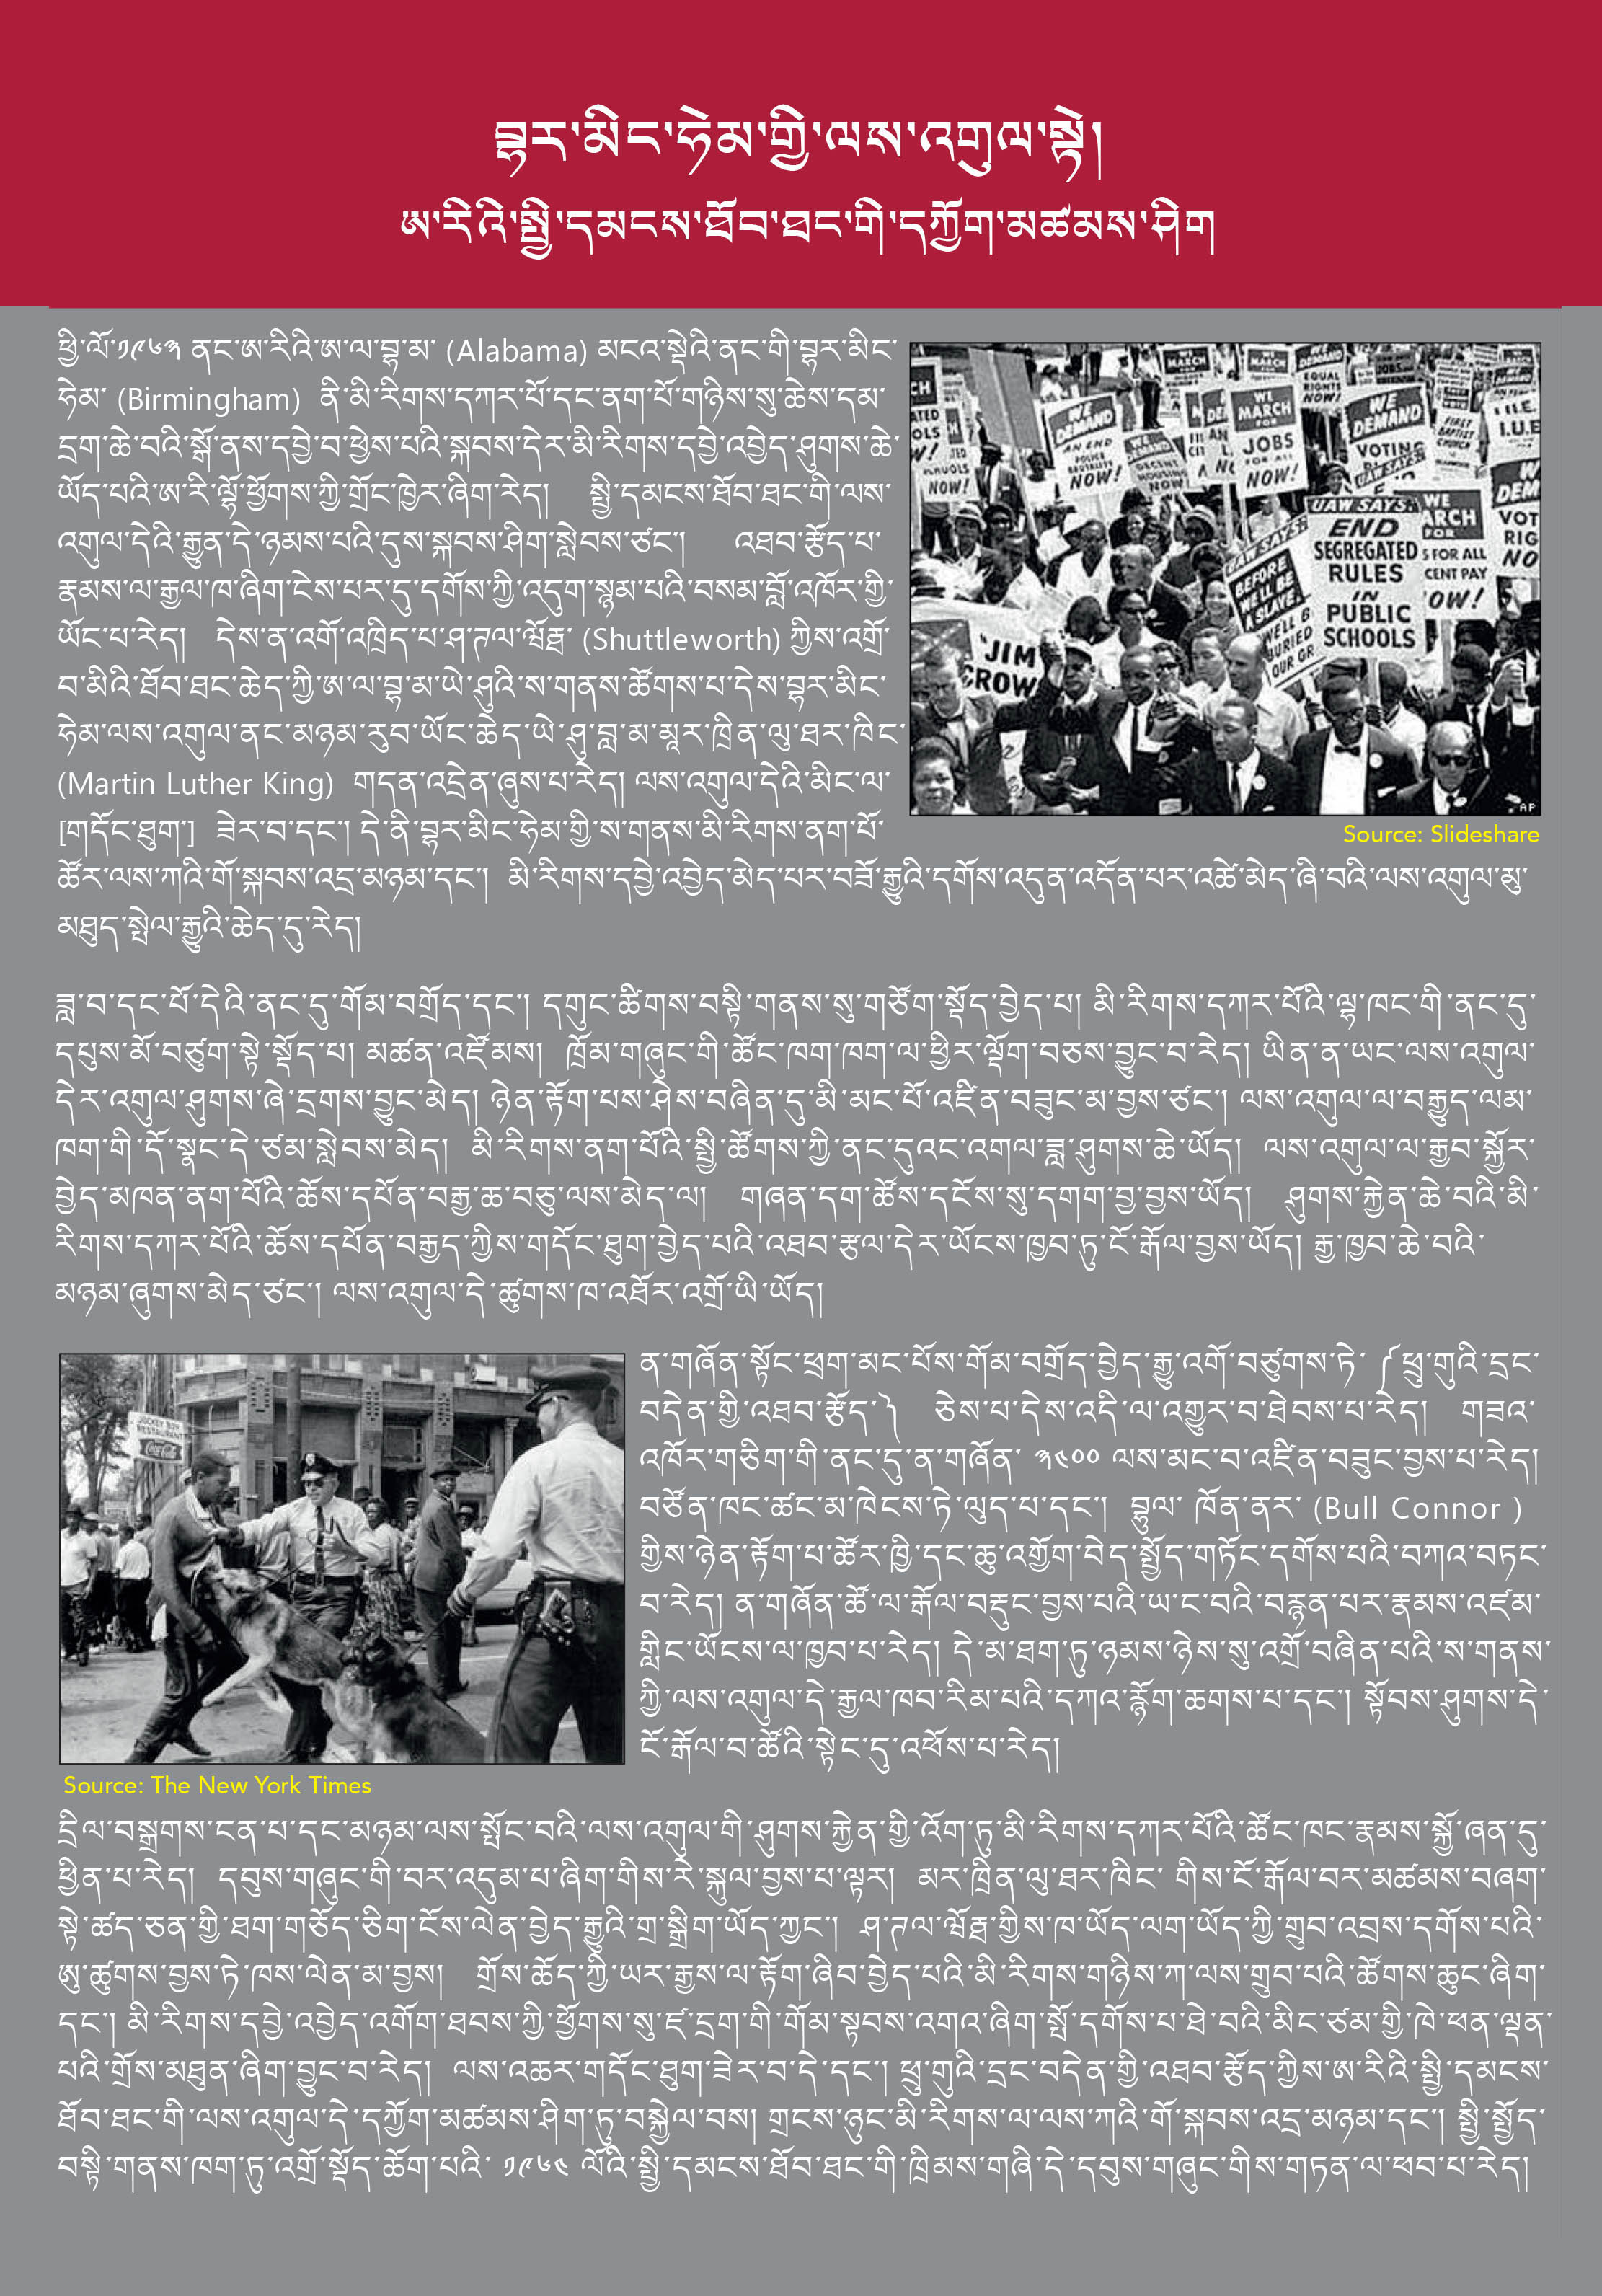 བྷར་མིང་ཧེམ་གྱི་ལས་འགུལ་སྟེ།
ཨ་རིའི་སྤྱི་དམངས་ཐོབ་ཐང་གི་དཀྱོག་མཚམས་ཤིག
ཕྱི་ལོ་༡༩༦༣ ནང་ཨ་རིའི་ཨ་ལ་བྷ་མ་ (Alabama) མངའ་སྡེའི་ནང་གི་བྷར་མིང་
ཧེམ་ (Birmingham) ནི་མི་རིགས་དཀར་པོ་དང་ནག་པོ་གཉིས་སུ་ཆེས་དམ་
དྲག་ཆེ་བའི་སྒོ་ནས་དབྱེ་བ་ཕྱེས་པའི་སྐབས་དེར་མི་རིགས་དབྱེ་འབྱེད་ཤུགས་ཆེ་
ཡོད་པའི་ཨ་རི་ལྷོ་ཕྱོགས་ཀྱི་གྲོང་ཁྱེར་ཞིག་རེད། སྤྱི་དམངས་ཐོབ་ཐང་གི་ལས་
འགུལ་དེའི་རྒྱུན་དེ་ཉམས་པའི་དུས་སྐབས་ཤིག་སླེབས་ཙང་། འཐབ་རྩོད་པ་
རྣམས་ལ་རྒྱལ་ཁ་ཞིག་ངེས་པར་དུ་དགོས་ཀྱི་འདུག་སྙམ་པའི་བསམ་བློ་འཁོར་གྱི་
ཡོང་པ་རེད། དེས་ན་འགོ་འཁྲིད་པ་ཤ་ཊལ་ཝོརྠ་ (Shuttleworth) ཀྱིས་འགྲོ་
བ་མིའི་ཐོབ་ཐང་ཆེད་ཀྱི་ཨ་ལ་བྷ་མ་ཡེ་ཤུའི་ས་གནས་ཚོགས་པ་དེས་བྷར་མིང་
ཧེམ་ལས་འགུལ་ནང་མཉམ་རུབ་ཡོང་ཆེད་ཡེ་ཤུ་བླ་མ་མཱར་ཁྲིན་ལུ་ཐར་ཁིང་
(Martin Luther King) གདན་འདྲེན་ཞུས་པ་རེད། ལས་འགུལ་དེའི་མིང་ལ་
[གདོང་ཐུག་] ཟེར་བ་དང་། དེ་ནི་བྷར་མིང་ཧེམ་གྱི་ས་གནས་མི་རིགས་ནག་པོ་
ཚོར་ལས་ཀའི་གོ་སྐབས་འདྲ་མཉམ་དང་། མི་རིགས་དབྱེ་འབྱེད་མེད་པར་བཟོ་རྒྱུའི་དགོས་འདུན་འདོན་པར་འཚེ་མེད་ཞི་བའི་ལས་འགུལ་མུ་
མཐུད་སྤེལ་རྒྱུའི་ཆེད་དུ་རེད།
Source: Slideshare
ཟླ་བ་དང་པོ་དེའི་ནང་དུ་གོམ་བགྲོད་དང་། དགུང་ཚིགས་བསྟི་གནས་སུ་གཙོག་སྡོད་བྱེད་པ། མི་རིགས་དཀར་པོའི་ལྷ་ཁང་གི་ནང་དུ་
དཔུས་མོ་བཙུག་སྟེ་སྡོད་པ། མཚན་འཛོམས། ཁྲོམ་གཞུང་གི་ཚོང་ཁག་ཁག་ལ་ཕྱིར་ལྡོག་བཅས་བྱུང་བ་རེད། ཡིན་ན་ཡང་ལས་འགུལ་
དེར་འགུལ་ཤུགས་ཞེ་དྲགས་བྱུང་མེད། ཉེན་རྟོག་པས་ཤེས་བཞིན་དུ་མི་མང་པོ་འཛིན་བཟུང་མ་བྱས་ཙང་། ལས་འགུལ་ལ་བརྒྱུད་ལམ་
ཁག་གི་དོ་སྣང་དེ་ཙམ་སླེབས་མེད། མི་རིགས་ནག་པོའི་སྤྱི་ཚོགས་ཀྱི་ནང་དུའང་འགལ་ཟླ་ཤུགས་ཆེ་ཡོད། ལས་འགུལ་ལ་རྒྱབ་སྐྱོར་
བྱེད་མཁན་ནག་པོའི་ཆོས་དཔོན་བརྒྱ་ཆ་བཅུ་ལས་མེད་ལ། གཞན་དག་ཚོས་དངོས་སུ་དགག་བྱ་བྱས་ཡོད། ཤུགས་རྐྱེན་ཆེ་བའི་མི་
རིགས་དཀར་པོའི་ཆོས་དཔོན་བརྒྱད་ཀྱིས་གདོང་ཐུག་བྱེད་པའི་འཐབ་རྩལ་དེར་ཡོངས་ཁྱབ་ཏུ་ངོ་རྒོལ་བྱས་ཡོད། རྒྱ་ཁྱབ་ཆེ་བའི་
མཉམ་ཞུགས་མེད་ཙང་། ལས་འགུལ་དེ་ཚུགས་ཁ་འཐོར་འགྲོ་ཡི་ཡོད།
ན་གཞོན་སྟོང་ཕྲག་མང་པོས་གོམ་བགྲོད་བྱེད་རྒྱུ་འགོ་བཙུགས་ཏེ་ ༼ཕྲུ་གུའི་དྲང་
བདེན་གྱི་འཐབ་རྩོད་༽ ཅེས་པ་དེས་འདི་ལ་འགྱུར་བ་ཐེབས་པ་རེད། གཟའ་
འཁོར་གཅིག་གི་ནང་དུ་ན་གཞོན་ ༣༤༠༠ ལས་མང་བ་འཛིན་བཟུང་བྱས་པ་རེད།
བཙོན་ཁང་ཚང་མ་ཁེངས་ཏེ་ལུད་པ་དང་། བྷུལ་ ཁོན་ནར་ (Bull Connor )
གྱིས་ཉེན་རྟོག་པ་ཚོར་ཁྱི་དང་ཆུ་འགྱོག་བེད་སྤྱོད་གཏོང་དགོས་པའི་བཀའ་བཏང་
བ་རེད། ན་གཞོན་ཚོ་ལ་རྒོལ་བརྡུང་བྱས་པའི་ཡ་ང་བའི་བརྙན་པར་རྣམས་འཛམ་
གླིང་ཡོངས་ལ་ཁྱབ་པ་རེད། དེ་མ་ཐག་ཏུ་ཉམས་ཉེས་སུ་འགྲོ་བཞིན་པའི་ས་གནས་
ཀྱི་ལས་འགུལ་དེ་རྒྱལ་ཁབ་རིམ་པའི་དཀའ་རྙོག་ཆགས་པ་དང་། སྟོབས་ཤུགས་དེ་
ངོ་རྒོལ་བ་ཚོའི་སྟེང་དུ་འཕོས་པ་རེད།
Source: The New York Times
དྲིལ་བསྒྲགས་ངན་པ་དང་མཉམ་ལས་སྤོང་བའི་ལས་འགུལ་གི་ཤུགས་རྐྱེན་གྱི་འོག་ཏུ་མི་རིགས་དཀར་པོའི་ཚོང་ཁང་རྣམས་སྐྱོ་ཞན་དུ་
ཕྱིན་པ་རེད། དབུས་གཞུང་གི་བར་འདུམ་པ་ཞིག་གིས་རེ་སྐུལ་བྱས་པ་ལྟར། མར་ཁྲིན་ལུ་ཐར་ཁིང་ གིས་ངོ་རྒོལ་བར་མཚམས་བཞག་
སྟེ་ཚད་ཅན་གྱི་ཐག་གཅོད་ཅིག་ངོས་ལེན་བྱེད་རྒྱུའི་གྲ་སྒྲིག་ཡོད་ཀྱང་། ཤ་ཊལ་ཝོརྠ་གྱིས་ཁ་ཡོད་ལག་ཡོད་ཀྱི་གྲུབ་འབྲས་དགོས་པའི་
ཨུ་ཚུགས་བྱས་ཏེ་ཁས་ལེན་མ་བྱས། གྲོས་ཆོད་ཀྱི་ཡར་རྒྱས་ལ་རྟོག་ཞིབ་བྱེད་པའི་མི་རིགས་གཉིས་ཀ་ལས་གྲུབ་པའི་ཚོགས་ཆུང་ཞིག་
དང་། མི་རིགས་དབྱེ་འབྱེད་འགོག་ཐབས་ཀྱི་ཕྱོགས་སུ་ཛ་དྲག་གི་གོམ་སྟབས་འགའ་ཞིག་སྤོ་དགོས་པ་ཐེ་བའི་མིང་ཙམ་གྱི་ཁེ་ཕན་ལྡན་
པའི་གྲོས་མཐུན་ཞིག་བྱུང་བ་རེད། ལས་འཆར་གདོང་ཐུག་ཟེར་བ་དེ་དང་། ཕྲུ་གུའི་དྲང་བདེན་གྱི་འཐབ་རྩོད་ཀྱིས་ཨ་རིའི་སྤྱི་དམངས་
ཐོབ་ཐང་གི་ལས་འགུལ་དེ་དཀྱོག་མཚམས་ཤིག་ཏུ་བསྐྱེལ་བས། གྲངས་ཉུང་མི་རིགས་ལ་ལས་ཀའི་གོ་སྐབས་འདྲ་མཉམ་དང་། སྤྱི་སྤྱོད་
བསྟི་གནས་ཁག་ཏུ་འགྲོ་སྡོད་ཆོག་པའི་ ༡༩༦༤ ལོའི་སྤྱི་དམངས་ཐོབ་ཐང་གི་ཁྲིམས་གཞི་དེ་དབུས་གཞུང་གིས་གཏན་ལ་ཕབ་པ་རེད།